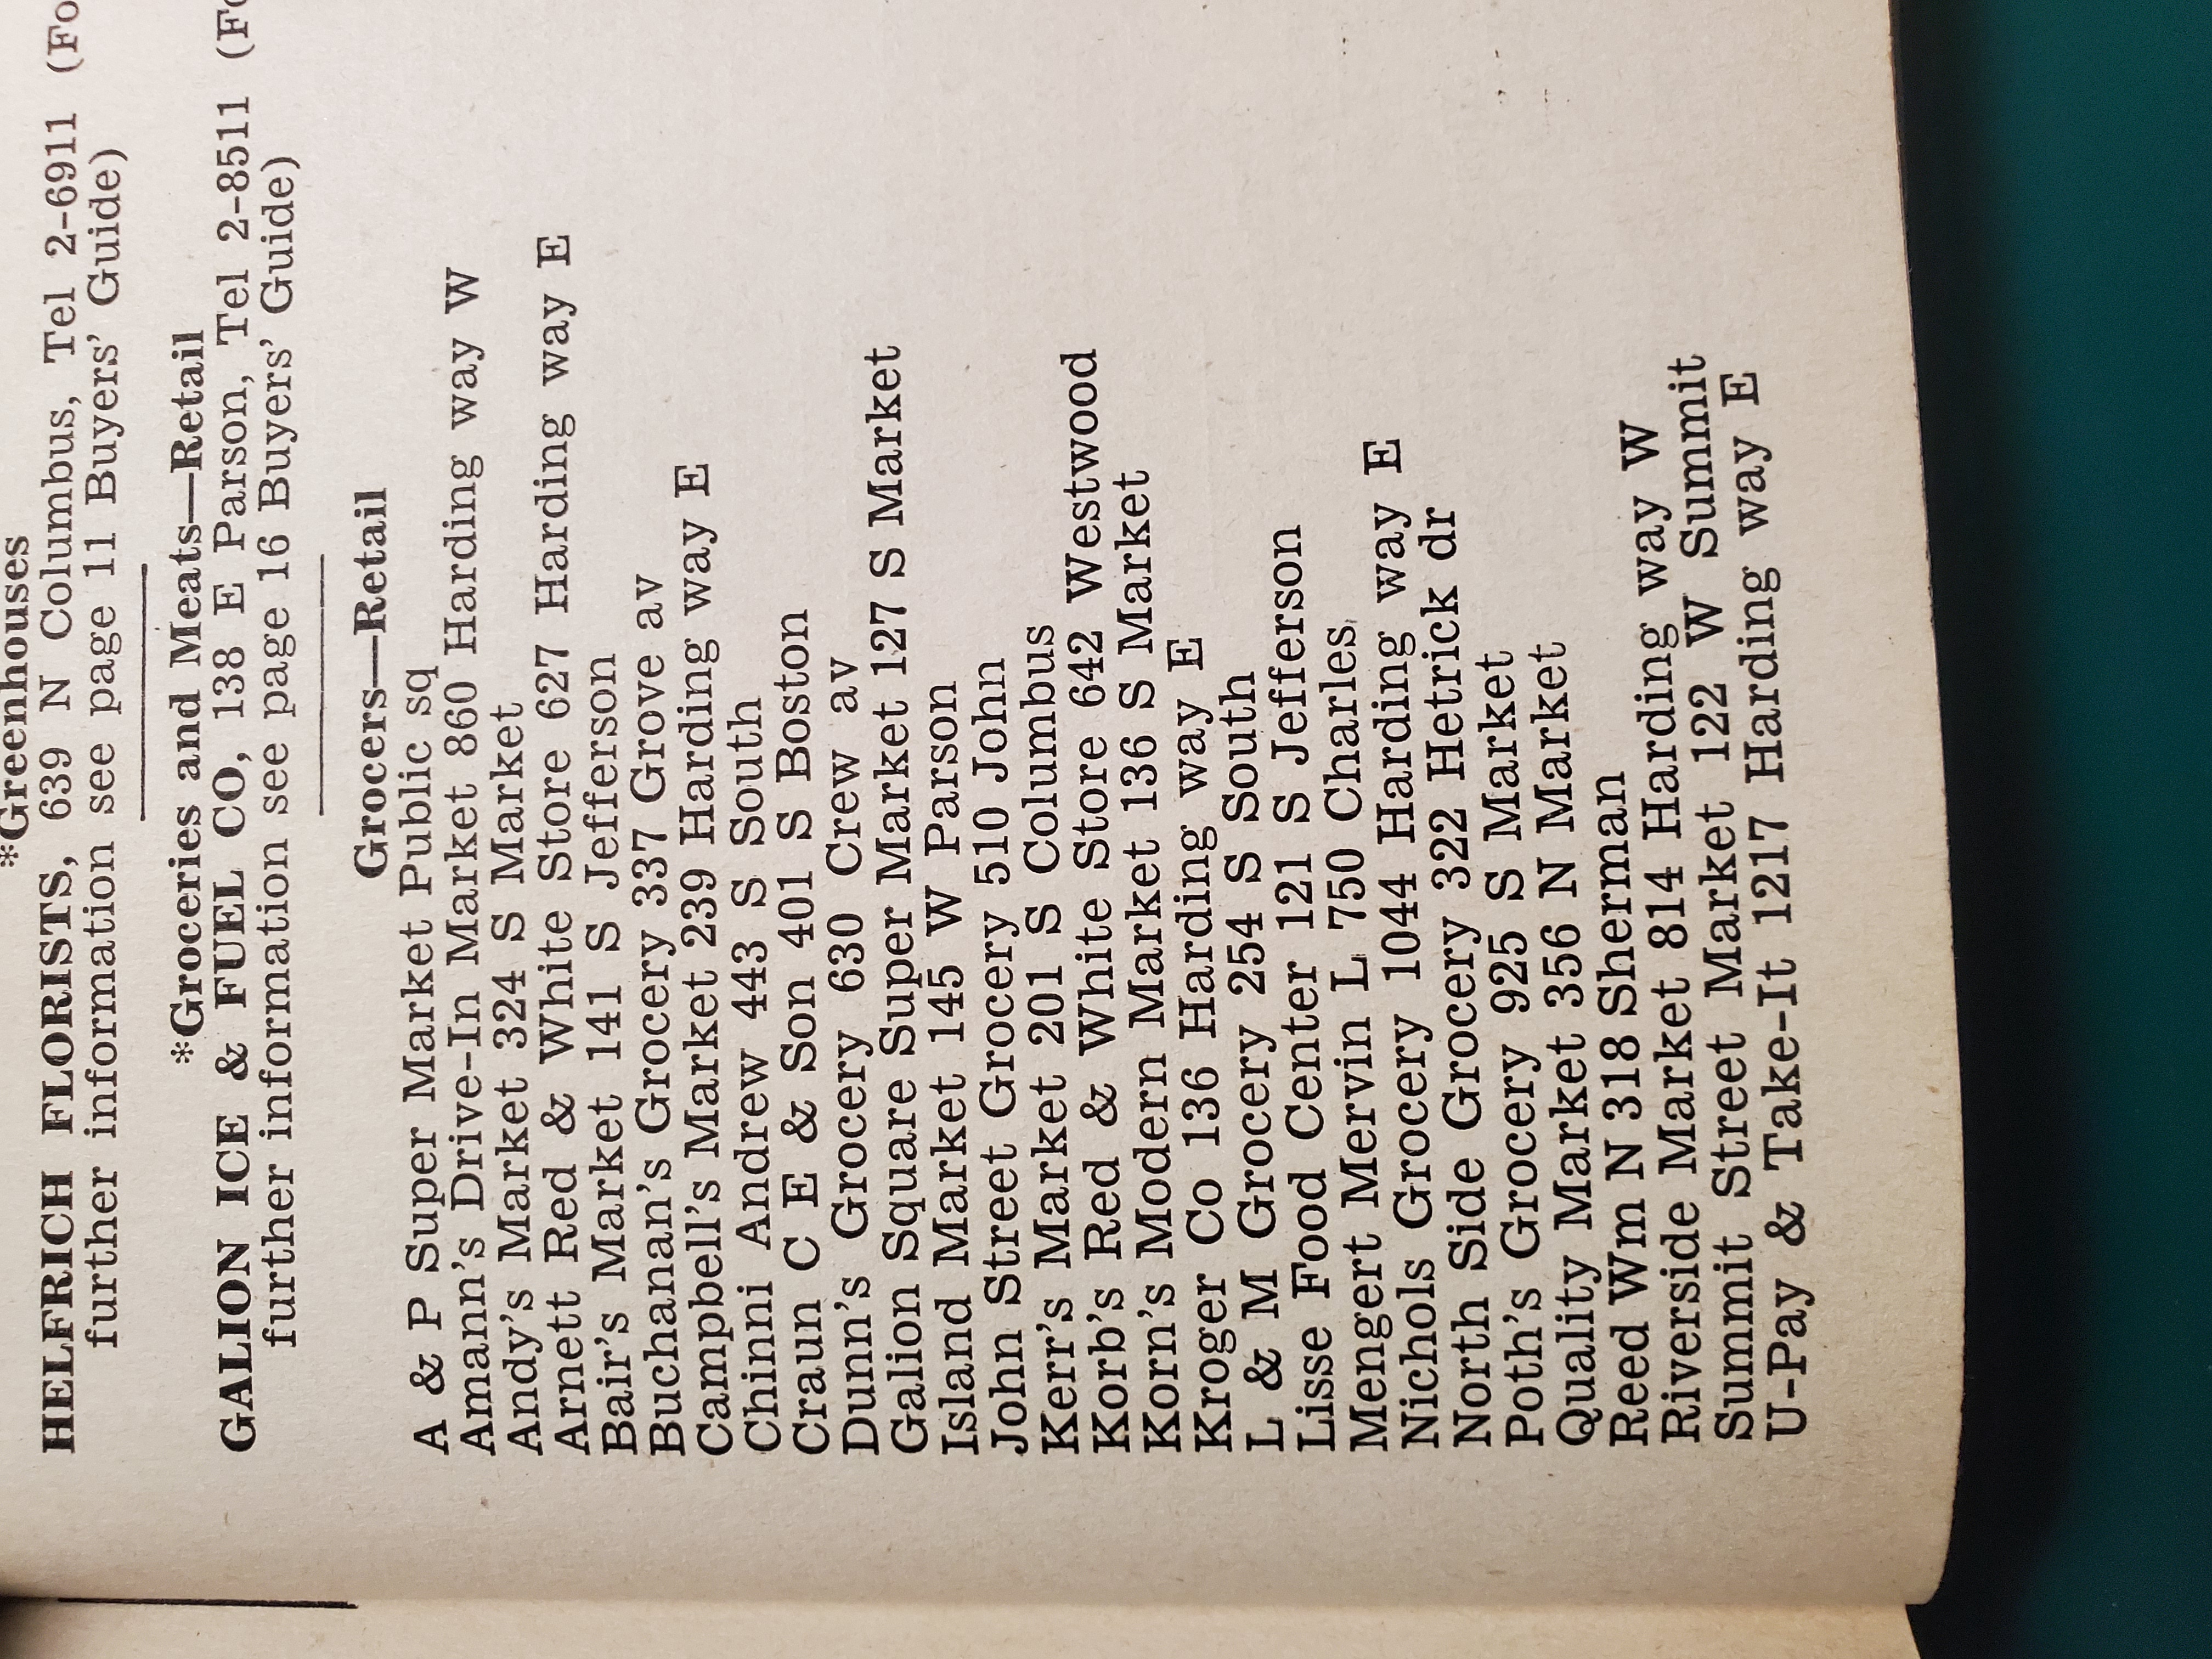 *Greenhouses
HELFRICH FLORISTS, 639 N Columbus, Tel 2-6911 (Fo
further information see page 11 Buyers' Guide)
*Groceries and Meats—Retail
GALION ICE & FUEL CO, 138 E Parson, Tel 2-8511 (Fo
further information see page 16 Buyers' Guide)
Grocers—Retail
A & P Super Market Public sq
Amann's Drive-In Market 860 Harding way W
Andy's Market 324 S Market
Arnett Red & White Store 627 Harding way E
Bair's Market 141 S Jefferson
Buchanan's Grocery 337 Grove av
Campbell's Market 239 Harding way E
Chinni Andrew 443 S South
Craun C E & Son 401 S Boston
Dunn's Grocery 630 Crew av
Galion Square Super Market 127 S Market
Island Market 145 W Parson
John Street Grocery 510 John
Kerr's Market 201 S Columbus
Korb's Red & White Store 642 Westwood
Korn's Modern Market 136 S Market
Kroger Co 136 Harding way E
L & M Grocery 254 S South
Lisse Food Center 121 S Jefferson
Mengert Mervin L 750 Charles
Nichols Grocery 1044 Harding way E
North Side Grocery 322 Hetrick dr
Poth's Grocery 925 S Market
Quality Market 356 N Market
Reed Wm N 318 Sherman
Riverside Market 814 Harding way W
Summit Street Market 122 W Summit
U-Pay & Take-It 1217 Harding way E